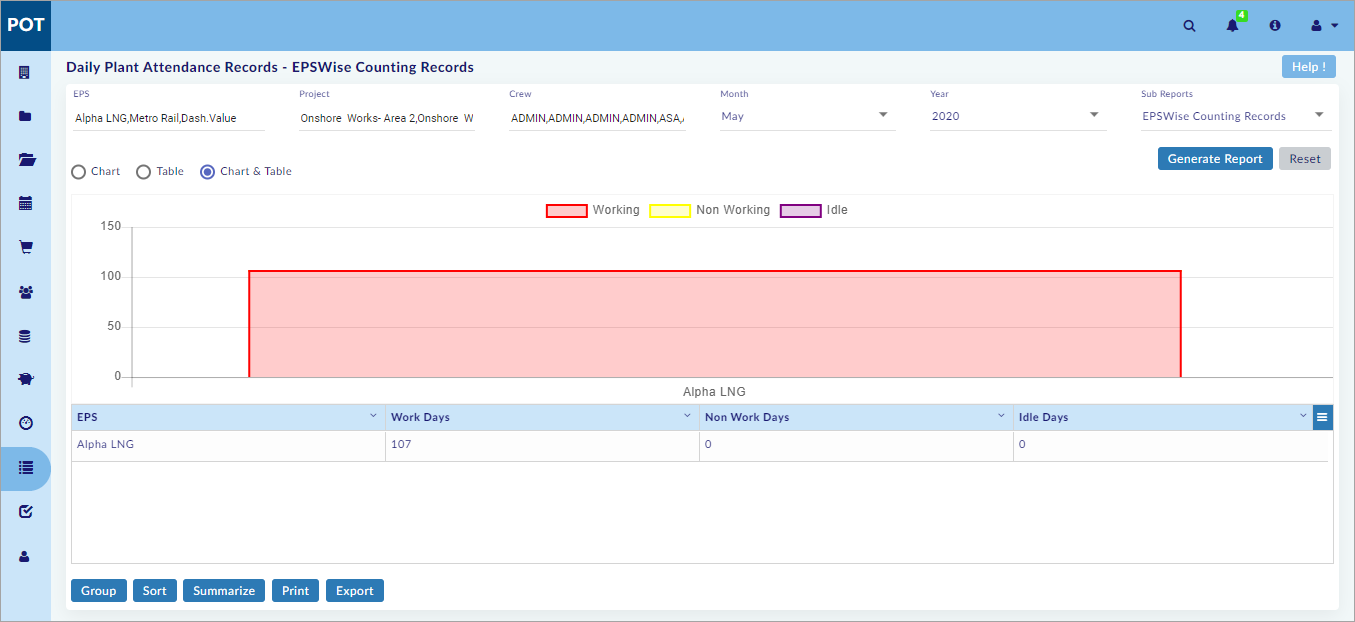 POT
4
Daily Plant Attendance Records - EPSWise Counting Records
Help !
EPS Project Crew Month Year Sub Reports
Alpha LNG,Metro Rail,Dash.Value Onshore Works- Area 2,Onshore W ADMIN,ADMIN,ADMIN,ADMIN,ASA, May 2020 EPSWise Counting Records
Generate Report Reset
Chart Table Chart & Table
Working Non Working Idle
150
100
50
0
Alpha LNG
EPS Work Days Non Work Days Idle Days
Alpha LNG 107 0 0
Group Sort Summarize Print Export